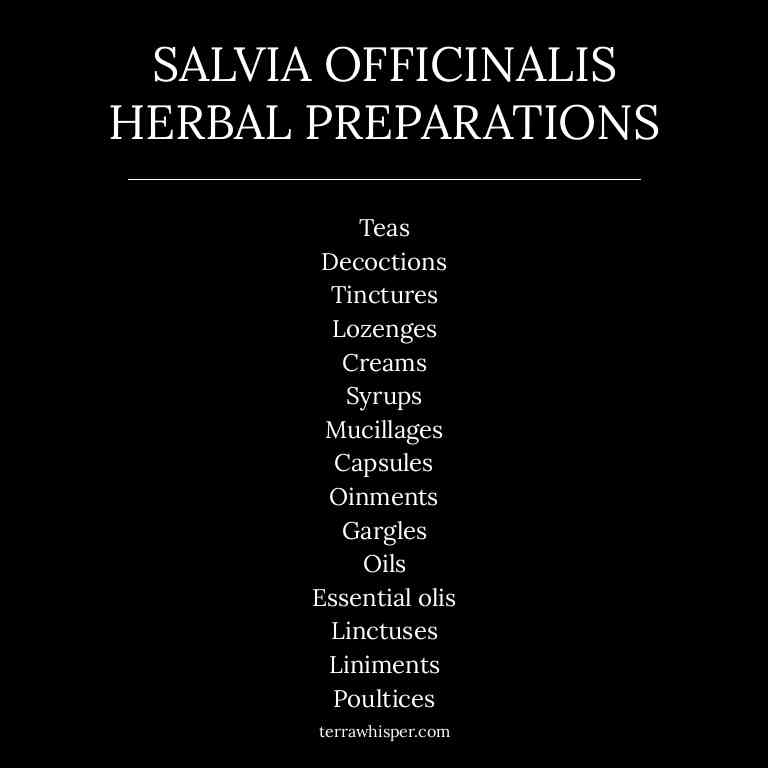 SALVIA OFFICINALIS
HERBAL PREPARATIONS
Teas
Decoctions
Tinctures
Lozenges
Creams
Syrups
Mucillages
Capsules
Oinments
Gargles
Oils
Essential olis
Linctuses
Liniments
Poultices
terrawhisper.com